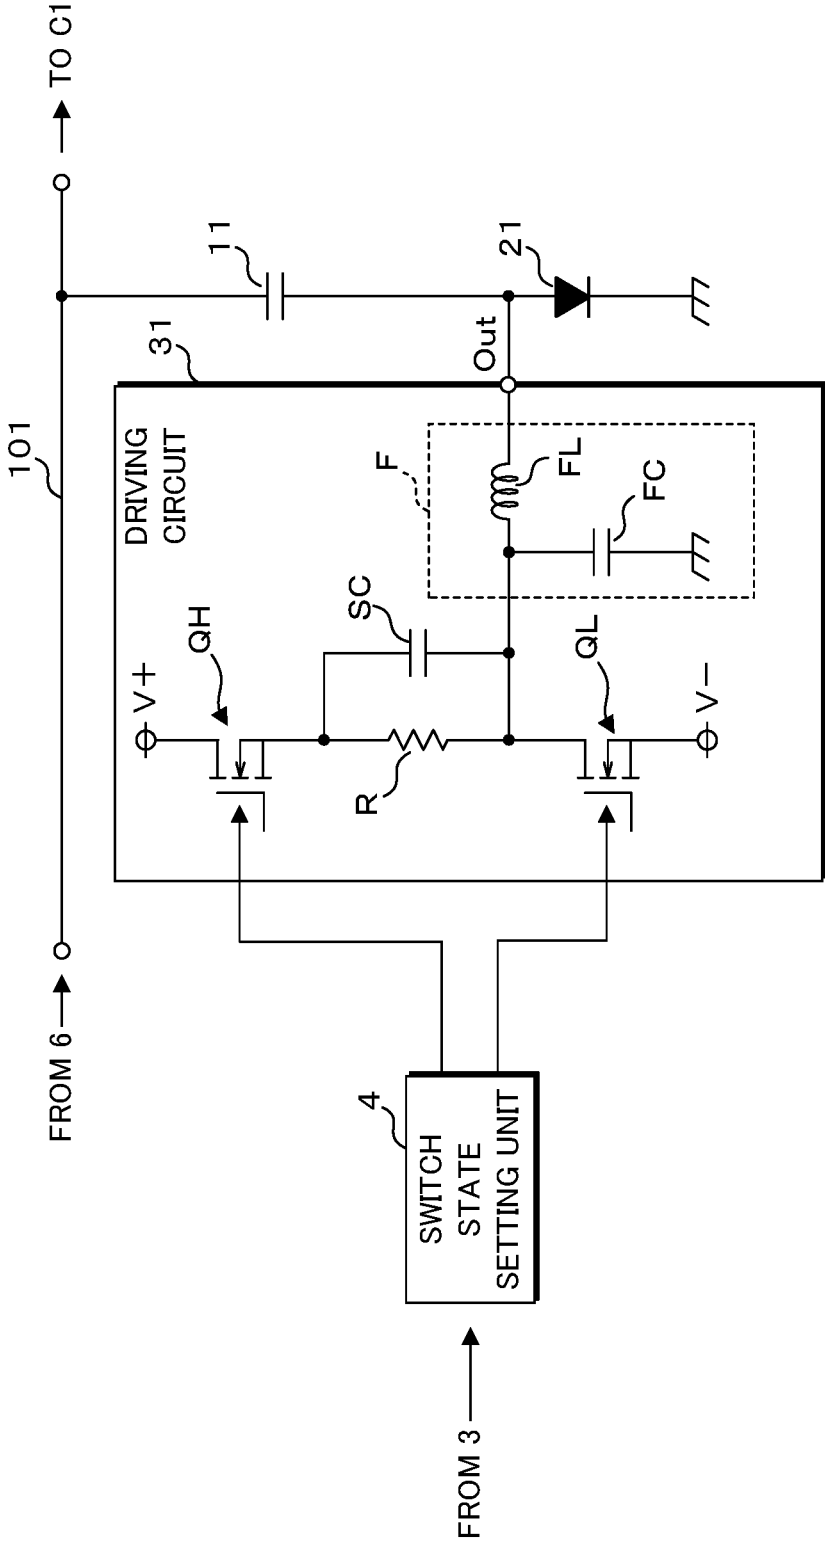 FROM 6
101
TO C1
11
21
Out
31
DRIVING
CIRCUIT
V+
QH
SC
R
F
FL
FC
QL
V−
4
SWITCH
STATE
SETTING UNIT
FROM 3